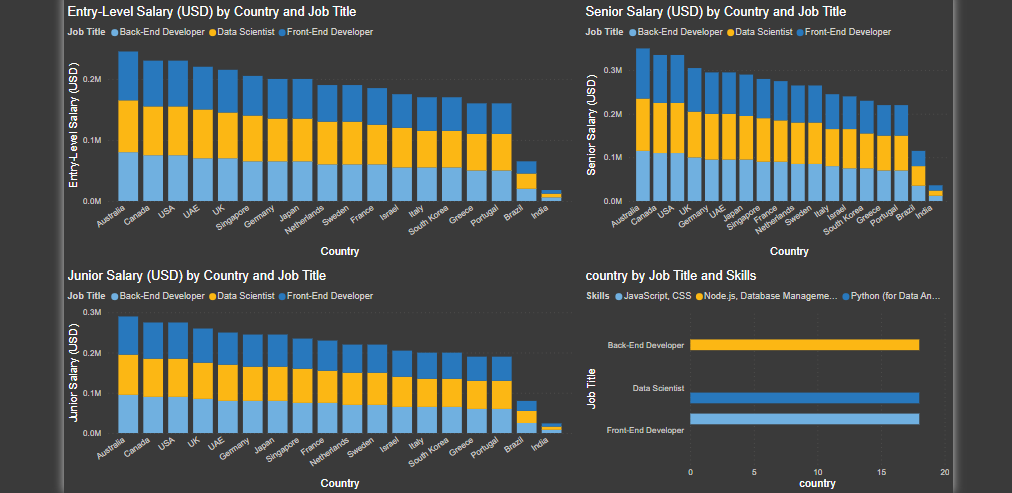 Entry-Level Salary (USD) by Country and Job Title
Job Title Back-End Developer Data Scientist Front-End Developer
Entry-Level Salary (USD)
0.2M
0.1M
0.0M
Australia Canada USA UAE UK Singapore Germany Japan Netherlands Sweden France Israel Italy South Korea Greece Portugal Brazil India
Country
Senior Salary (USD) by Country and Job Title
Job Title Back-End Developer Data Scientist Front-End Developer
Senior Salary (USD)
0.3M
0.2M
0.1M
0.0M
Australia Canada USA UK Germany UAE Japan Singapore France Netherlands Sweden Italy Israel South Korea Greece Portugal Brazil India
Country
Junior Salary (USD) by Country and Job Title
Job Title Back-End Developer Data Scientist Front-End Developer
Junior Salary (USD)
0.3M
0.2M
0.1M
0.0M
Australia Canada USA UK UAE Germany Japan Singapore France Netherlands Sweden Israel Italy South Korea Greece Portugal Brazil India
Country
country by Job Title and Skills
Skills JavaScript, CSS Node.js, Database Manageme... Python (for Data An...
Job Title
Back-End Developer
Data Scientist
Front-End Developer
0 5 10 15 20
country